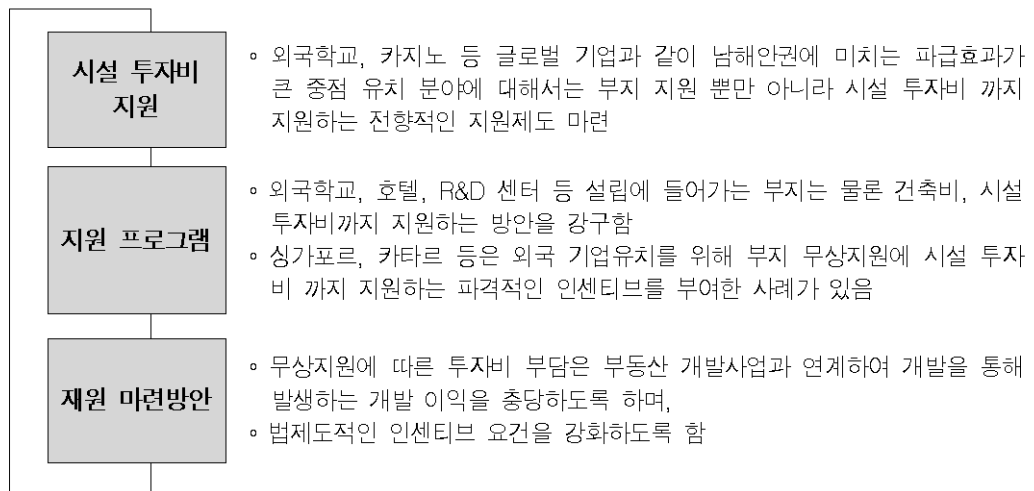 시설 투자비
지원
◦ 외국학교, 카지노 등 글로벌 기업과 같이 남해안권에 미치는 파급효과가
큰 중점 유치 분야에 대해서는 부지 지원 뿐만 아니라 시설 투자비 까지
지원하는 전향적인 지원제도 마련
지원 프로그램
◦ 외국학교, 호텔, R&D 센터 등 설립에 들어가는 부지는 물론 건축비, 시설
투자비까지 지원하는 방안을 강구함
◦ 싱가포르, 카타르 등은 외국 기업유치를 위해 부지 무상지원에 시설 투자
비 까지 지원하는 파격적인 인센티브를 부여한 사례가 있음
재원 마련방안
◦ 무상지원에 따른 투자비 부담은 부동산 개발사업과 연계하여 개발을 통해
발생하는 개발 이익을 충당하도록 하며,
◦ 법제도적인 인센티브 요건을 강화하도록 함